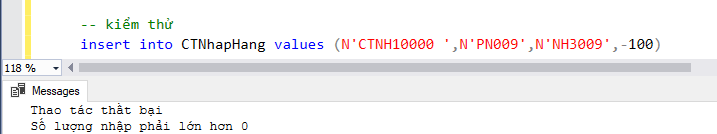 -- kiểm thử
insert into CTNhapHang values (N'CTNH10000 ',N'PN009',N'NH3009',-100)
118 %
Messages
Thao tác thất bại
Số lượng nhập phải lớn hơn 0